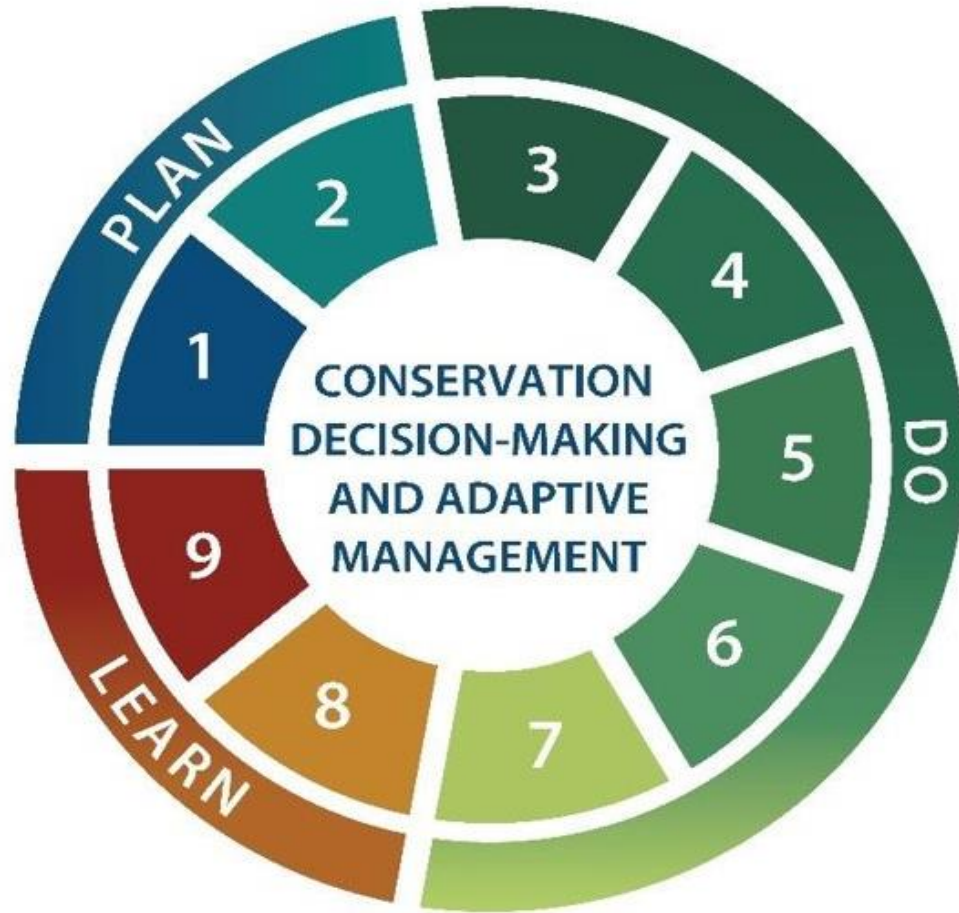 PLAN
1
2
3
4
5
6
7
8
9
DO
LEARN
CONSERVATION
DECISION-MAKING
AND ADAPTIVE
MANAGEMENT